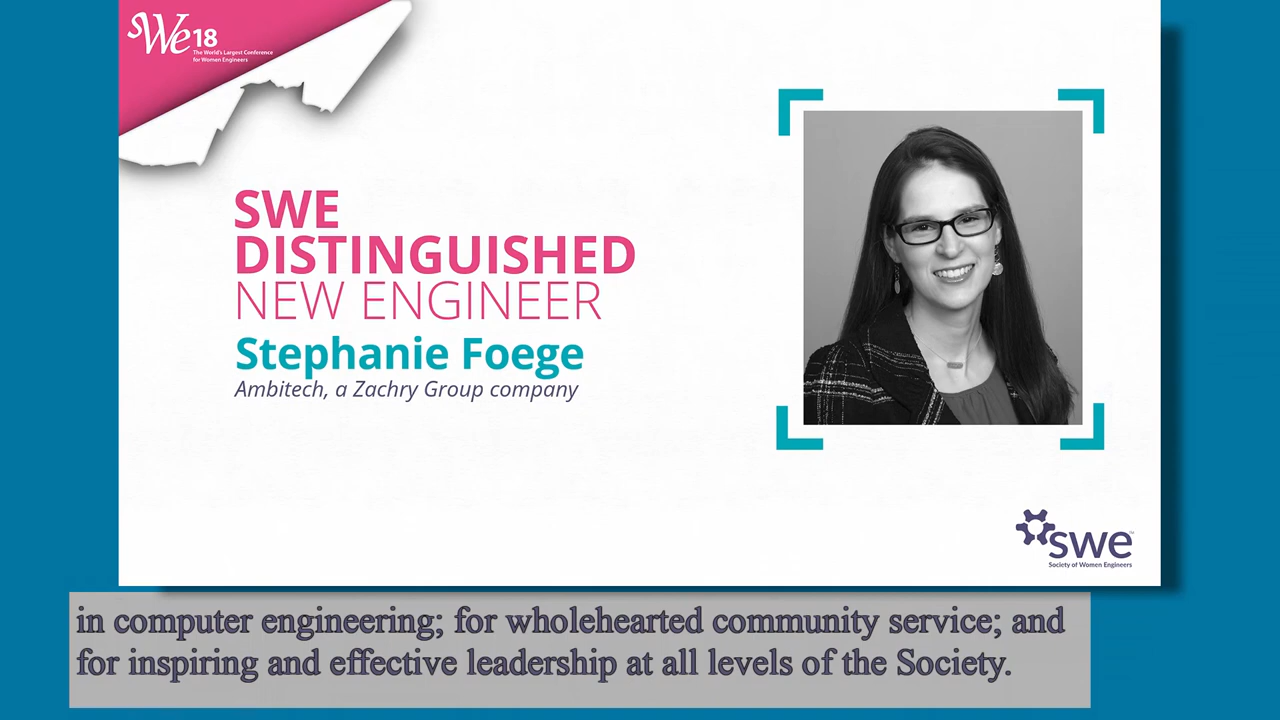 sWe18
The World's Largest Conference
for Women Engineers
SWE
DISTINGUISHED
NEW ENGINEER
Stephanie Foege
Ambitech, a Zachry Group company
swe
Society of Women Engineers
in computer engineering; for wholehearted community service; and
for inspiring and effective leadership at all levels of the Society.